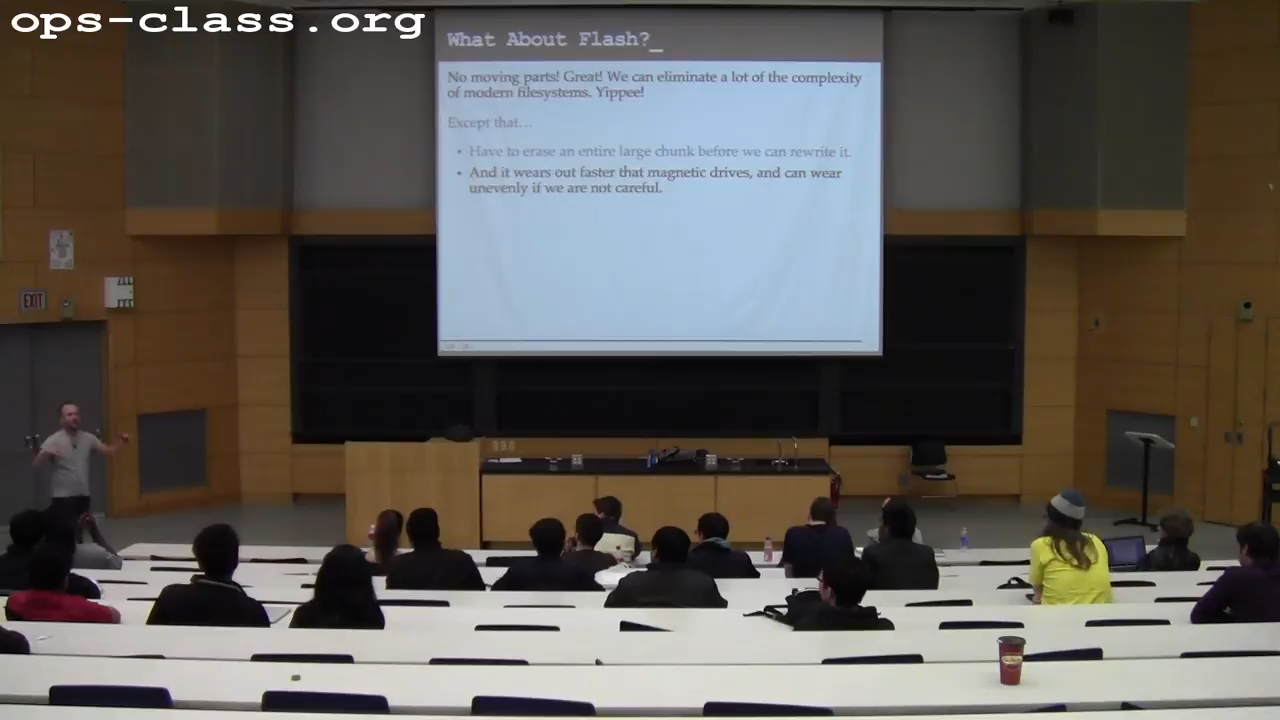 ops-class.org
What About Flash?_
No moving parts! Great! We can eliminate a lot of the complexity
of modern filesystems. Yippee!
Except that…
• Have to erase an entire large chunk before we can rewrite it.
• And it wears out faster that magnetic drives, and can wear
unevenly if we are not careful.
EXIT